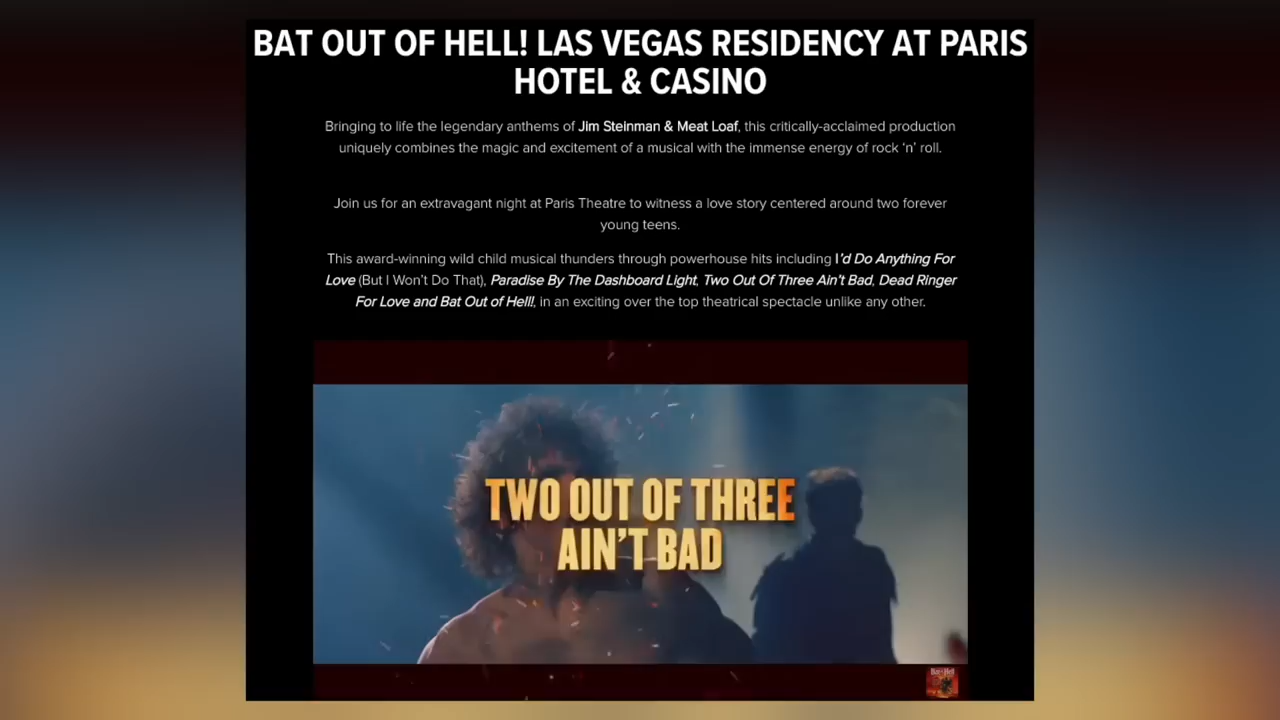 BAT OUT OF HELL! LAS VEGAS RESIDENCY AT PARIS
HOTEL & CASINO
Bringing to life the legendary anthems of Jim Steinman & Meat Loaf, this critically-acclaimed production
uniquely combines the magic and excitement of a musical with the immense energy of rock ‘n’ roll.
Join us for an extravagant night at Paris Theatre to witness a love story centered around two forever
young teens.
This award-winning wild child musical thunders through powerhouse hits including I’d Do Anything For
Love (But I Won’t Do That), Paradise By The Dashboard Light, Two Out Of Three Ain’t Bad, Dead Ringer
For Love and Bat Out of Hell!, in an exciting over the top theatrical spectacle unlike any other.
TWO OUT OF THREE
AIN’T BAD